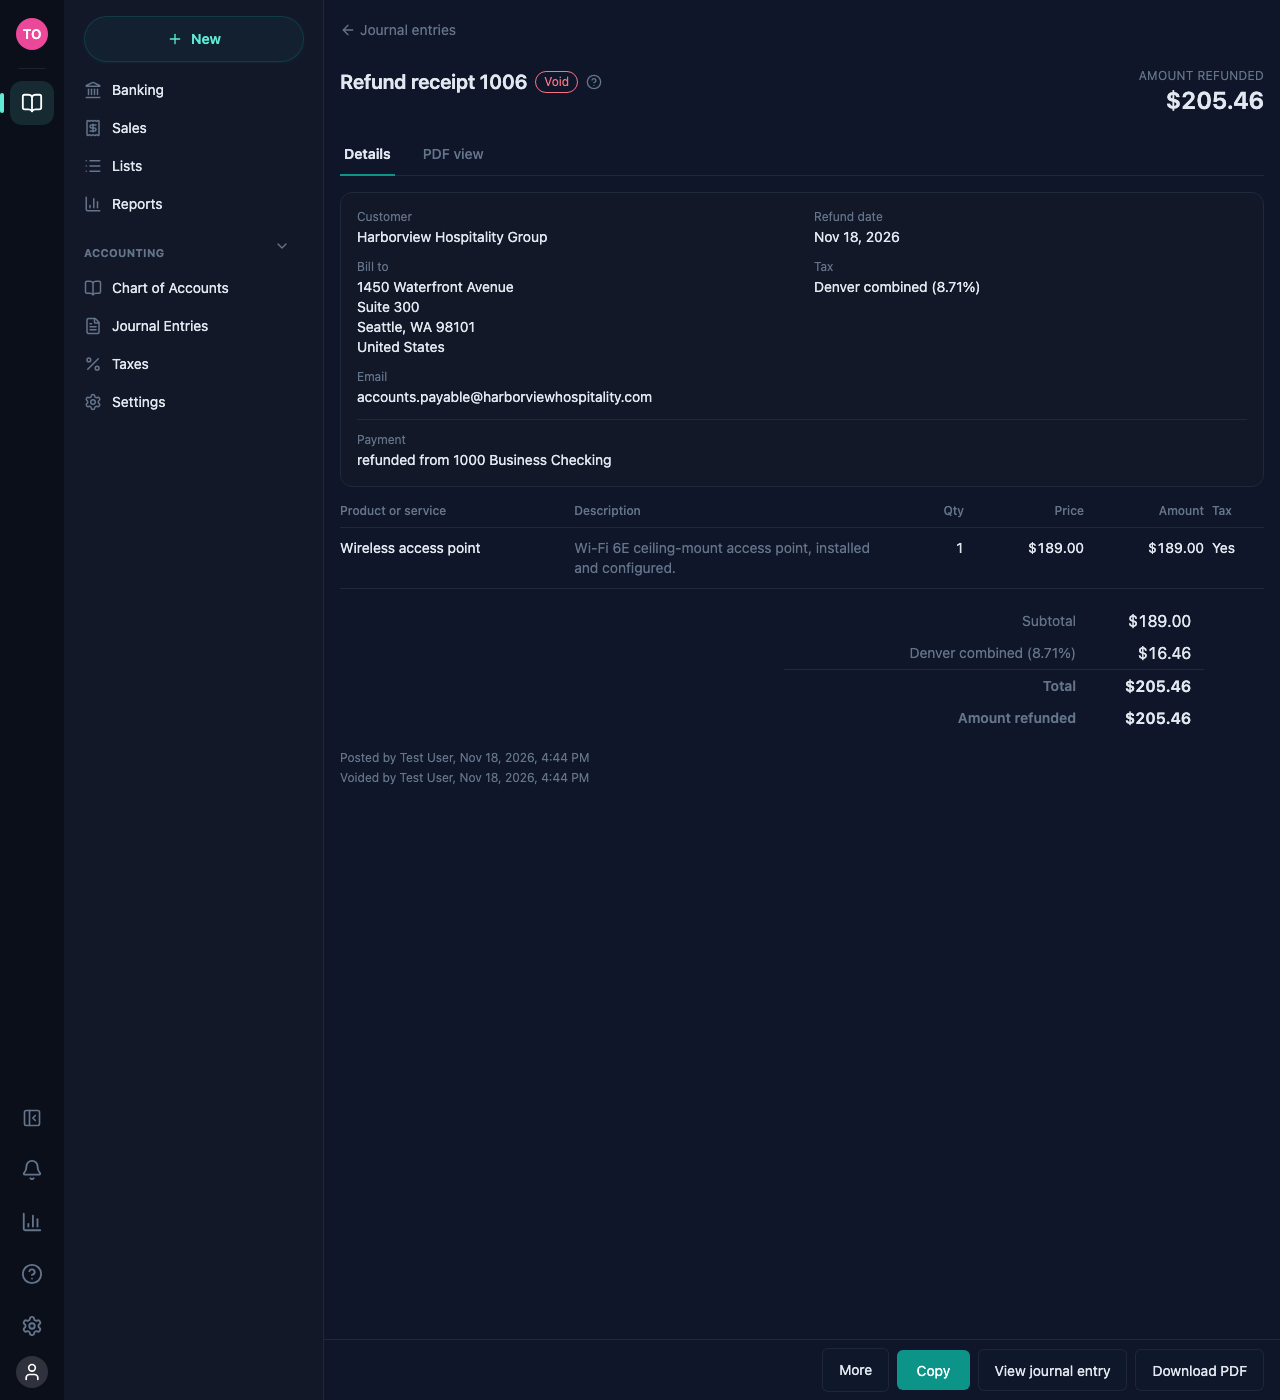 TO
New
Banking
Sales
Lists
Reports
ACCOUNTING
Chart of Accounts
Journal Entries
Taxes
Settings
Journal entries
Refund receipt 1006
Void
AMOUNT REFUNDED
$205.46
Details
PDF view
Customer
Harborview Hospitality Group
Refund date
Nov 18, 2026
Bill to
1450 Waterfront Avenue
Suite 300
Seattle, WA 98101
United States
Tax
Denver combined (8.71%)
Email
accounts.payable@harborviewhospitality.com
Payment
refunded from 1000 Business Checking
Product or service Description Qty Price Amount Tax
Wireless access point Wi-Fi 6E ceiling-mount access point, installed 1 $189.00 $189.00 Yes
and configured.
Subtotal $189.00
Denver combined (8.71%) $16.46
Total $205.46
Amount refunded $205.46
Posted by Test User, Nov 18, 2026, 4:44 PM
Voided by Test User, Nov 18, 2026, 4:44 PM
More
Copy
View journal entry
Download PDF